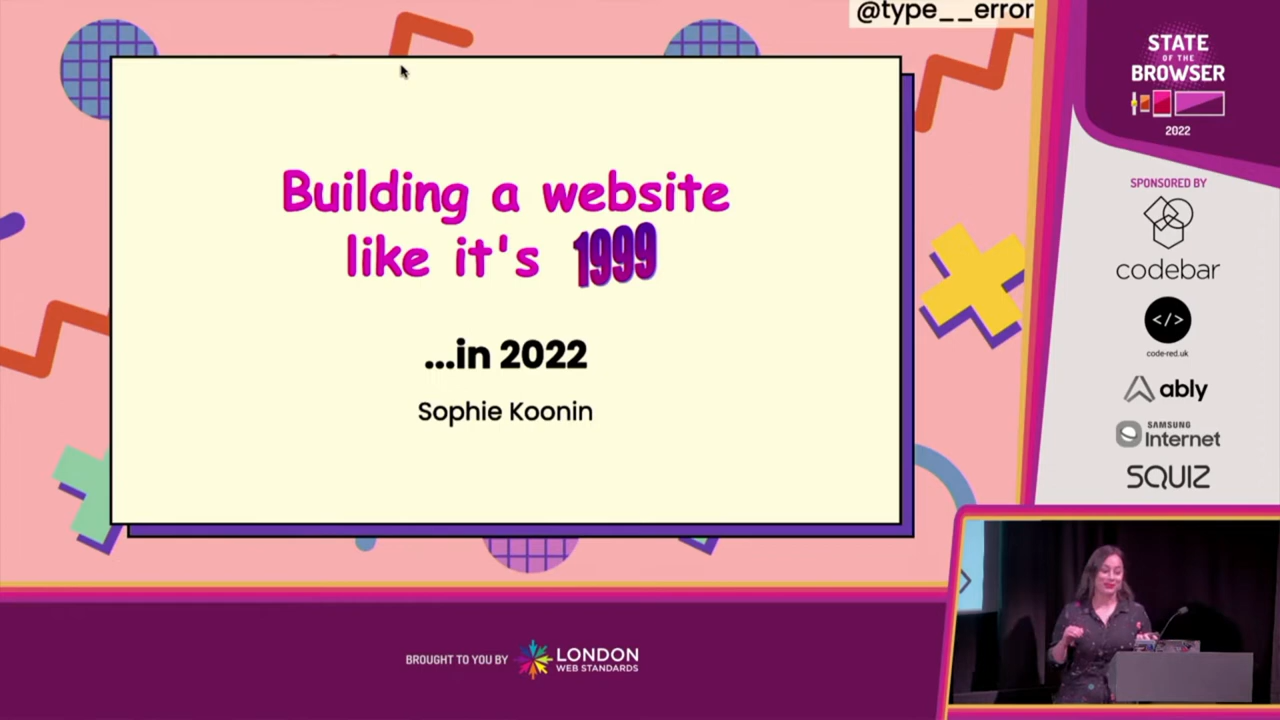 @type__error
Building a website
like it's 1999
...in 2022
Sophie Koonin
STATE
OF THE
BROWSER
2022
SPONSORED BY
codebar
</>
code-red.uk
ably
SAMSUNG
Internet
SQUIZ
BROUGHT TO YOU BY
LONDON
WEB STANDARDS